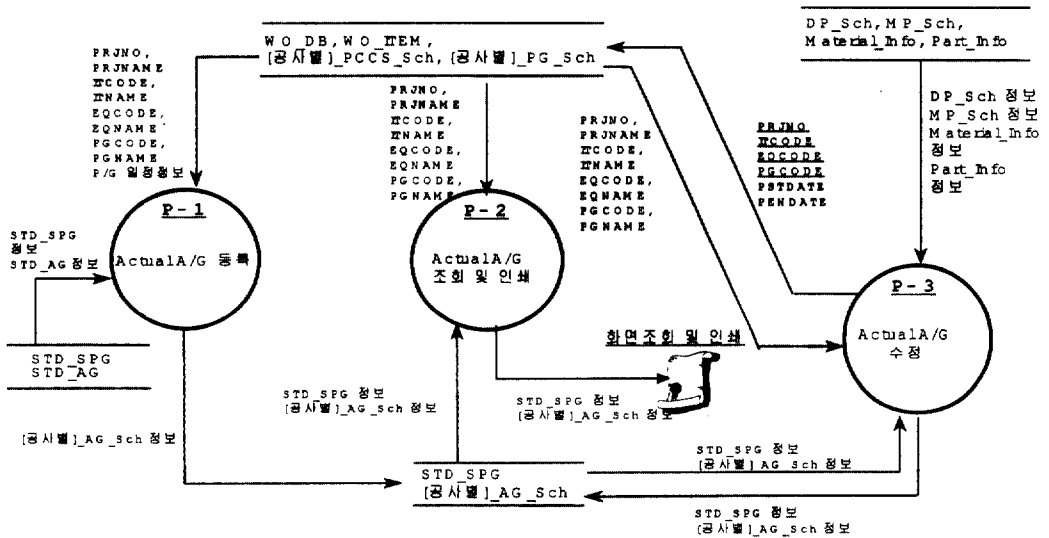 WO_DB, WO_ITEM,
[공사별]_PCCS_Sch, [공사별]_PG_Sch
DP_Sch, MP_Sch,
Material_Info, Part_Info
PRJNO,
PRJNAME
ITCODE,
ITNAME
EQCODE,
EQNAME
PGCODE,
PGNAME
P/G 일정정보
PRJNO,
PRJNAME
ITCODE,
ITNAME
EQCODE,
EQNAME
PGCODE,
PGNAME
PRJNO,
PRJNAME
ITCODE,
ITNAME
EQCODE,
EQNAME
PGCODE,
PGNAME
PRJNO
ITCODE
EQCODE
PGCODE
PSTDATE
PENDATE
DP_Sch 정보
MP_Sch 정보
Material_Info
정보
Part_Info
정보
P-1
ActualA/G 등록
P-2
ActualA/G
조회 및 인쇄
P-3
ActualA/G
수정
STD_SPG
정보
STD_AG 정보
STD_SPG
STD_AG
화면조회 및 인쇄
STD_SPG 정보
[공사별]_AG_Sch 정보
STD_SPG 정보
[공사별]_AG_Sch 정보
[공사별]_AG_Sch 정보
STD_SPG
[공사별]_AG_Sch
STD_SPG 정보
[공사별]_AG_Sch 정보
STD_SPG 정보
[공사별]_AG_Sch 정보